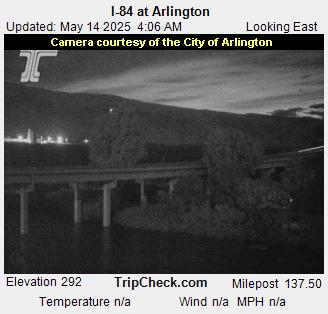 I-84 at Arlington
Updated: May 14 2025 4:06 AM Looking East
Camera courtesy of the City of Arlington
Elevation 292 TripCheck.com Milepost 137.50
Temperature n/a Wind n/a MPH n/a